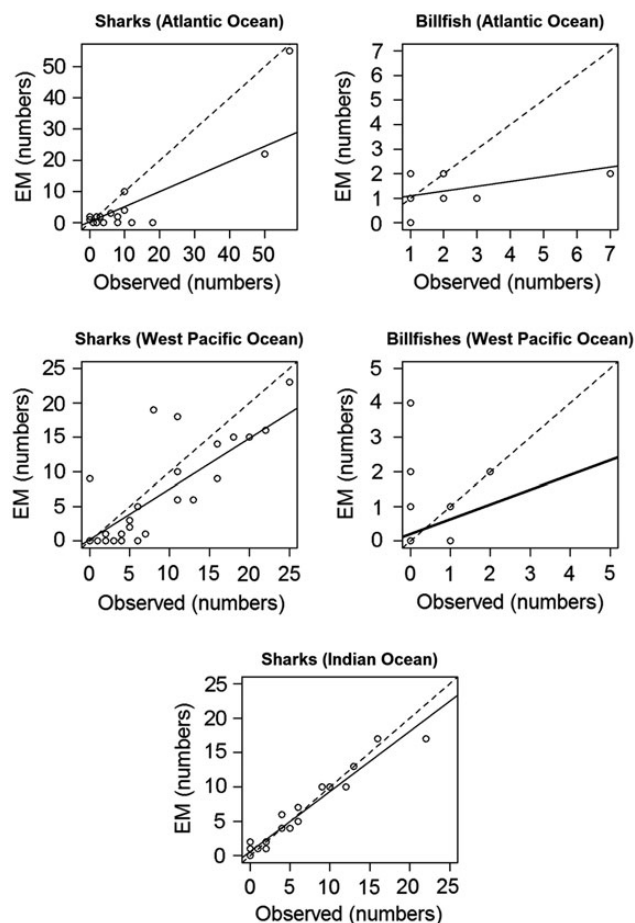 Sharks (Atlantic Ocean)
EM (numbers)
50
40
30
20
10
0
0 10 20 30 40 50
Observed (numbers)
Billfish (Atlantic Ocean)
EM (numbers)
7
6
5
4
3
2
1
0
1 2 3 4 5 6 7
Observed (numbers)
Sharks (West Pacific Ocean)
EM (numbers)
25
20
15
10
5
0
0 5 10 15 20 25
Observed (numbers)
Billfishes (West Pacific Ocean)
EM (numbers)
5
4
3
2
1
0
0 1 2 3 4 5
Observed (numbers)
Sharks (Indian Ocean)
EM (numbers)
25
20
15
10
5
0
0 5 10 15 20 25
Observed (numbers)